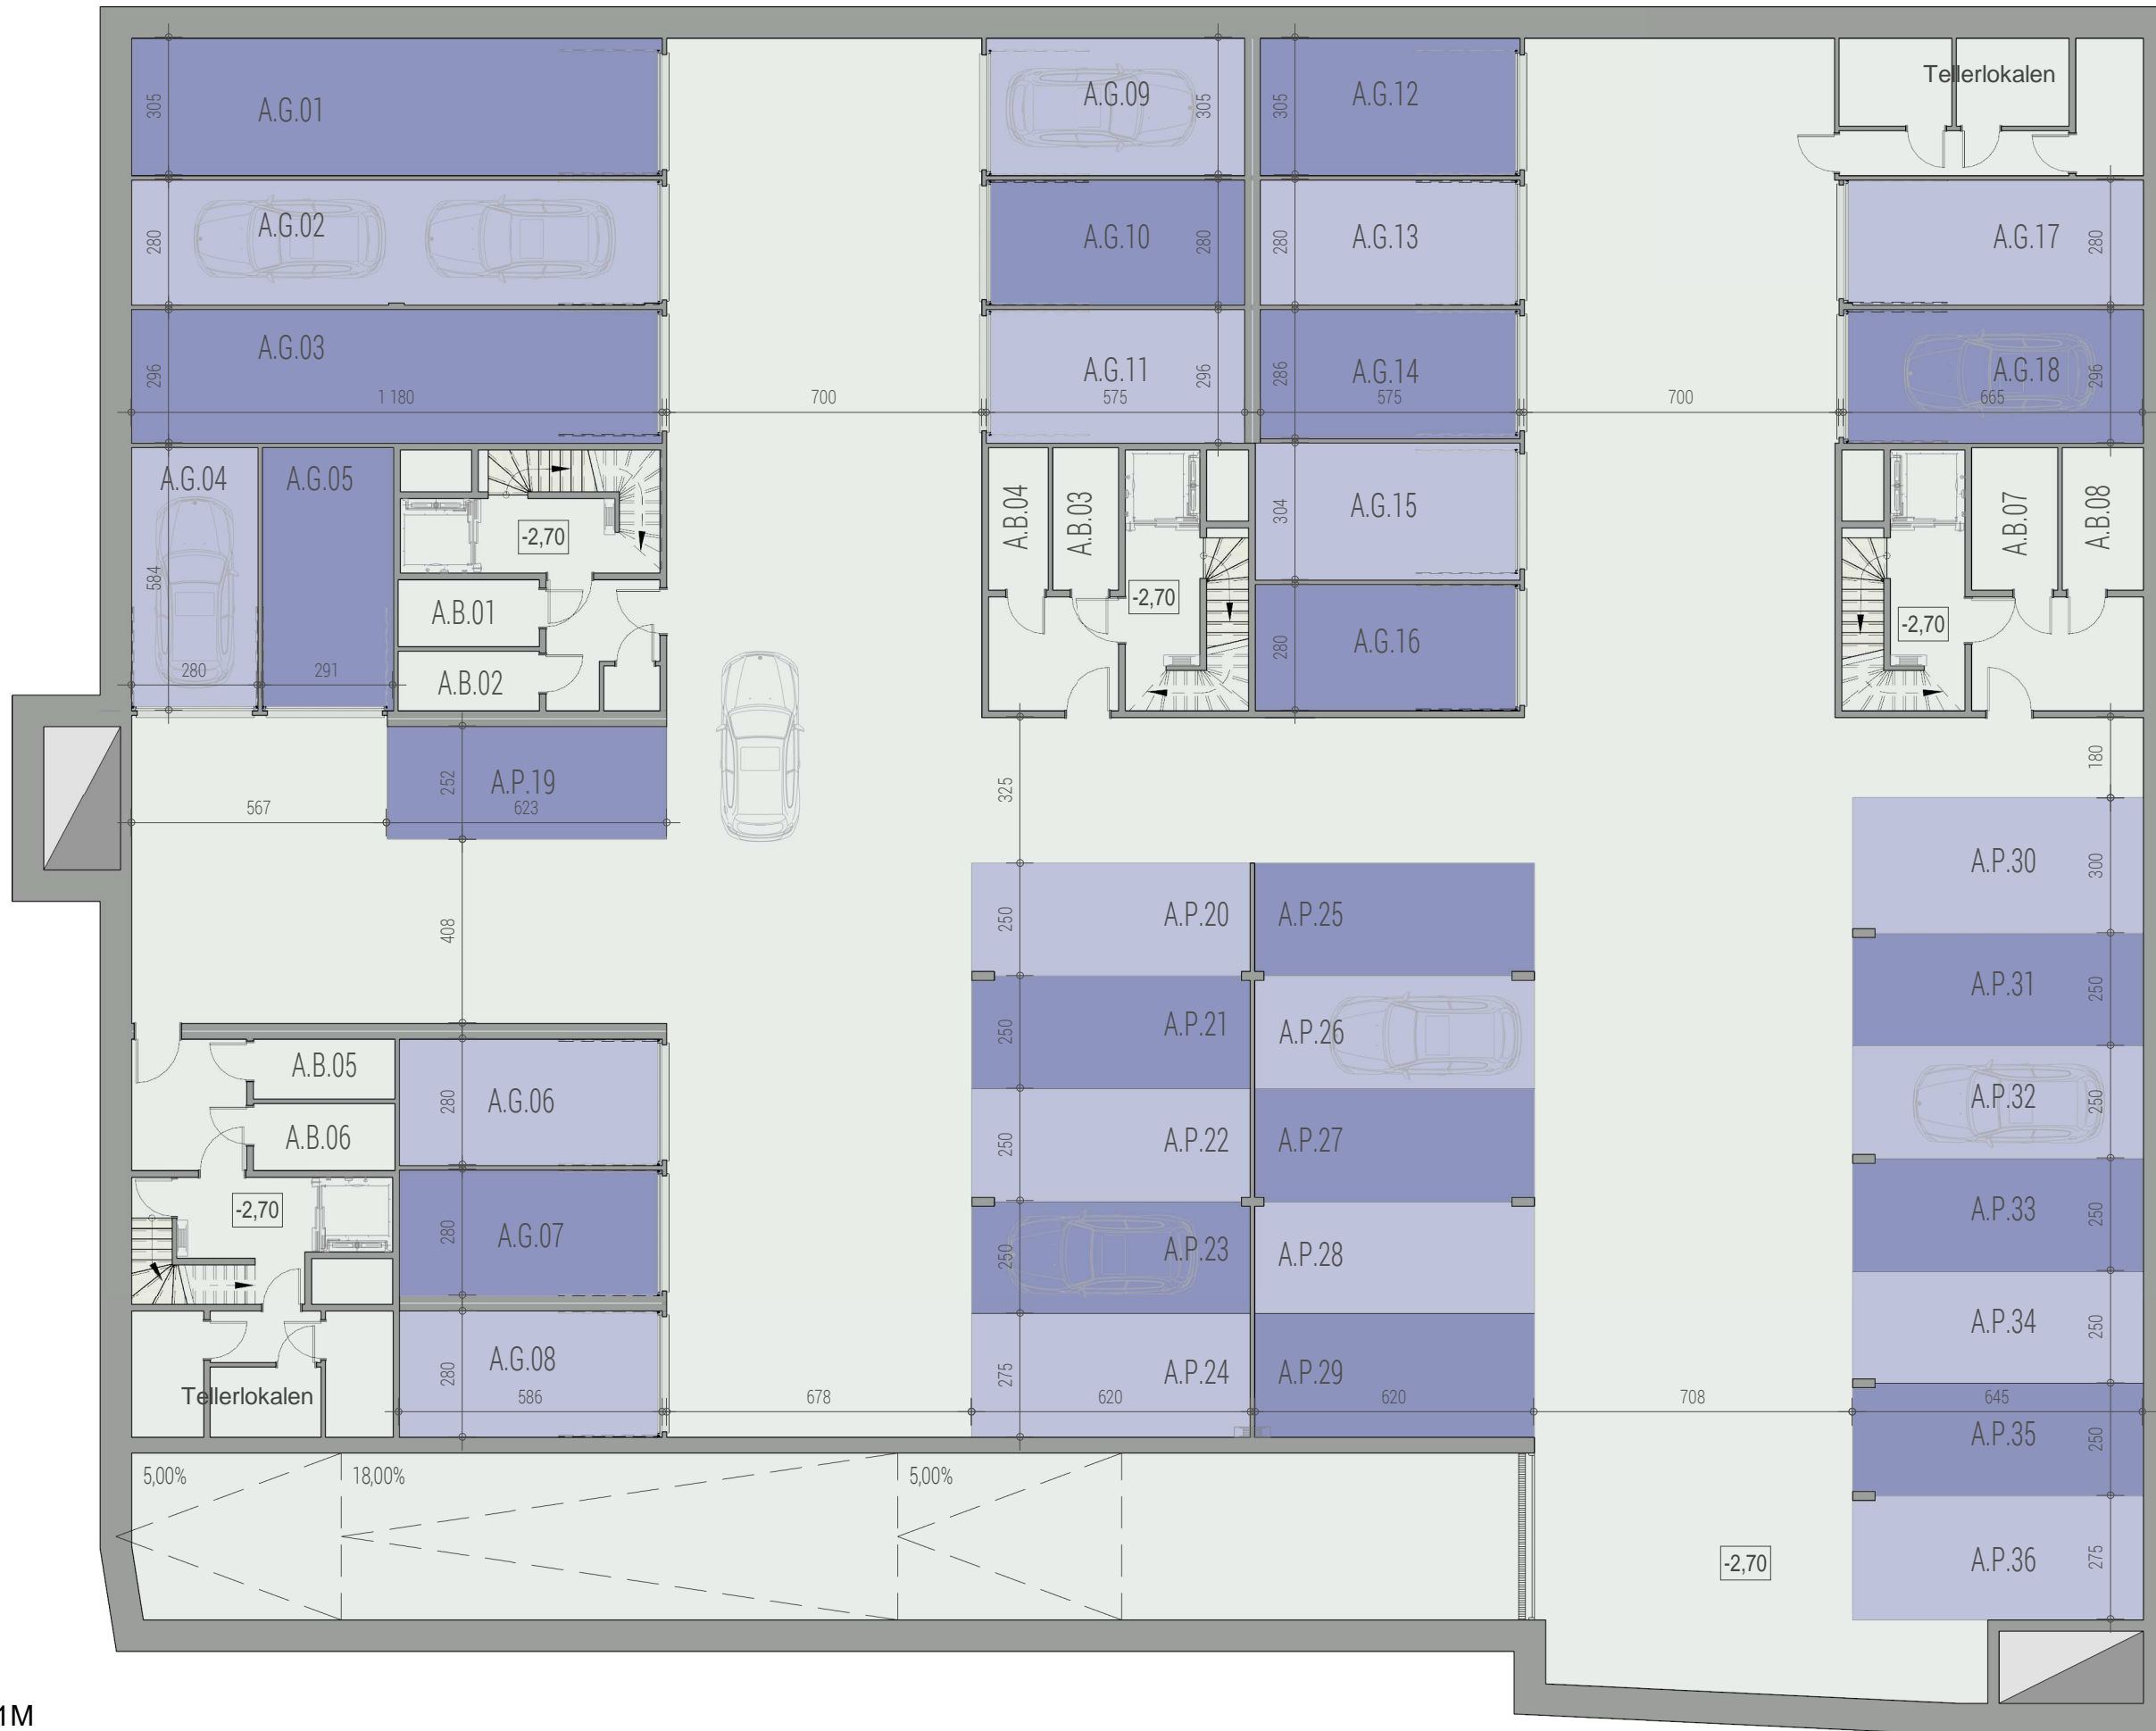 305
A.G.01
A.G.09
305
305
A.G.12
Tellerlokalen
280
A.G.02
A.G.10
280
280
A.G.13
A.G.17
280
296
A.G.03
A.G.11
296
286
A.G.14
A.G.18
296
1 180
700
575
575
700
665
A.G.04
A.G.05
584
280
291
-2,70
A.B.01
A.B.02
A.B.04
A.B.03
-2,70
304
A.G.15
280
A.G.16
A.B.07
A.B.08
-2,70
252
A.P.19
567
623
325
180
408
250
A.P.20
A.P.25
A.P.30
300
250
A.P.21
A.P.26
A.P.31
250
A.B.05
A.B.06
280
A.G.06
250
A.P.22
A.P.27
A.P.32
250
-2,70
280
A.G.07
250
A.P.23
A.P.28
A.P.33
250
A.P.34
250
Tellerlokalen
280
A.G.08
275
A.P.24
A.P.29
586
678
620
620
708
645
A.P.35
250
5,00%
18,00%
5,00%
-2,70
A.P.36
275
1M